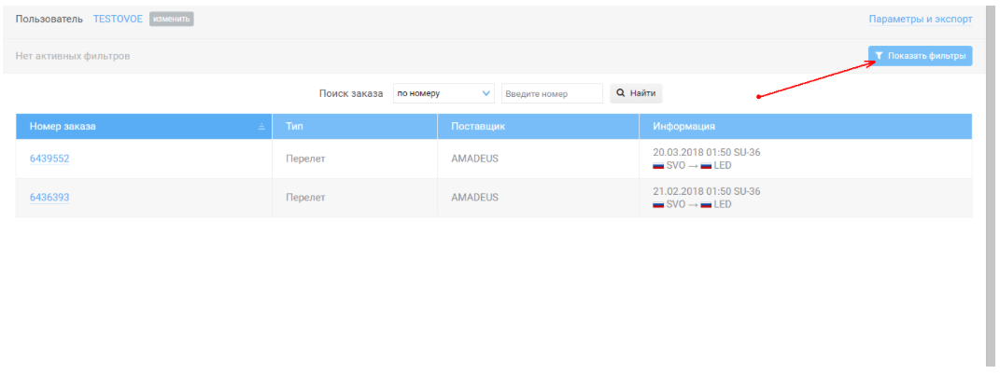 Пользователь TESTOVOE изменить Параметры и экспорт
Нет активных фильтров Показать фильтры
Поиск заказа по номеру Введите номер Найти
Номер заказа Тип Поставщик Информация
6439552 Перелет AMADEUS 20.03.2018 01:50 SU-36
SVO → LED
6436393 Перелет AMADEUS 21.02.2018 01:50 SU-36
SVO → LED